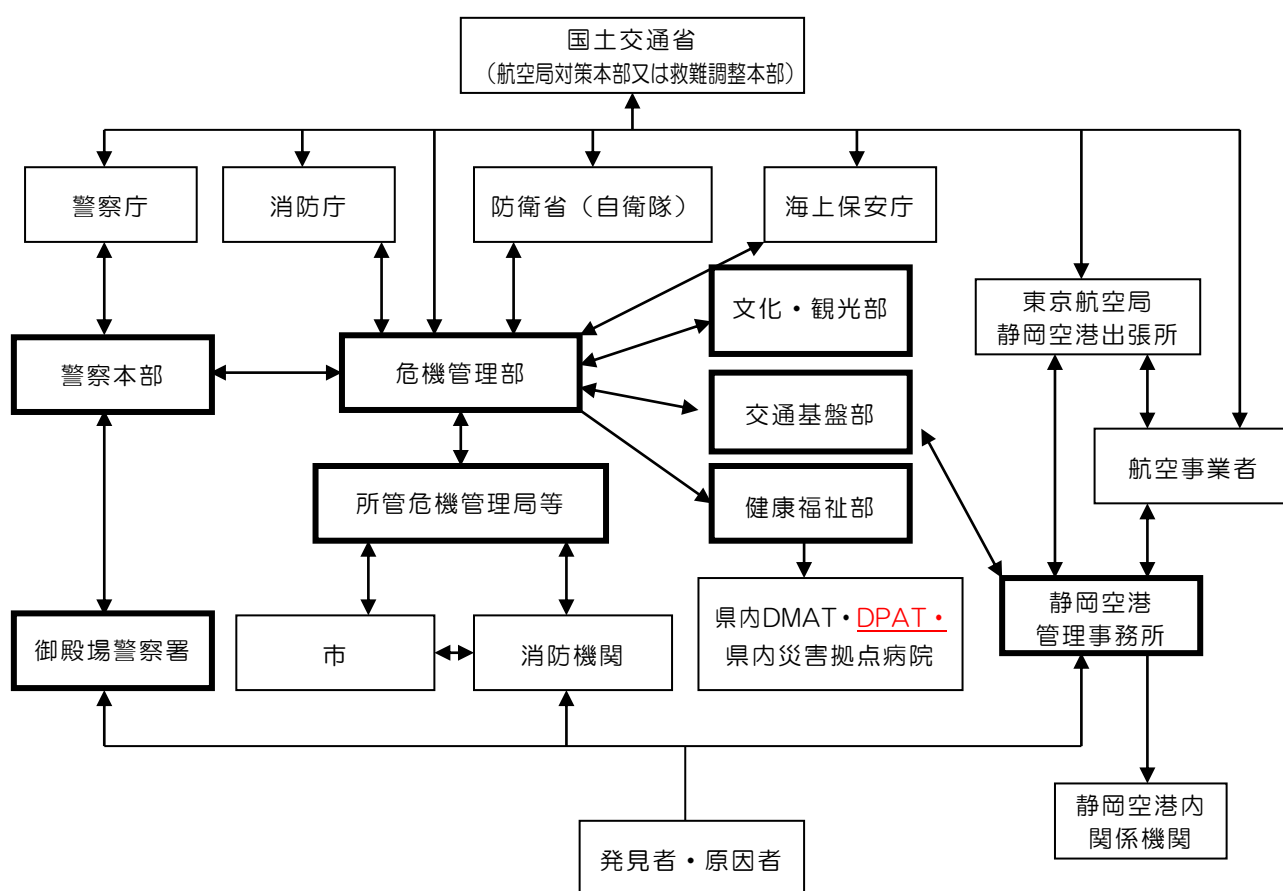 国土交通省
（航空局対策本部又は救難調整本部）
警察庁
消防庁
防衛省（自衛隊）
海上保安庁
文化・観光部
東京航空局
静岡空港出張所
警察本部
危機管理部
交通基盤部
航空事業者
所管危機管理局等
健康福祉部
御殿場警察署
市
消防機関
県内DMAT・DPAT・
県内災害拠点病院
静岡空港
管理事務所
静岡空港内
関係機関
発見者・原因者